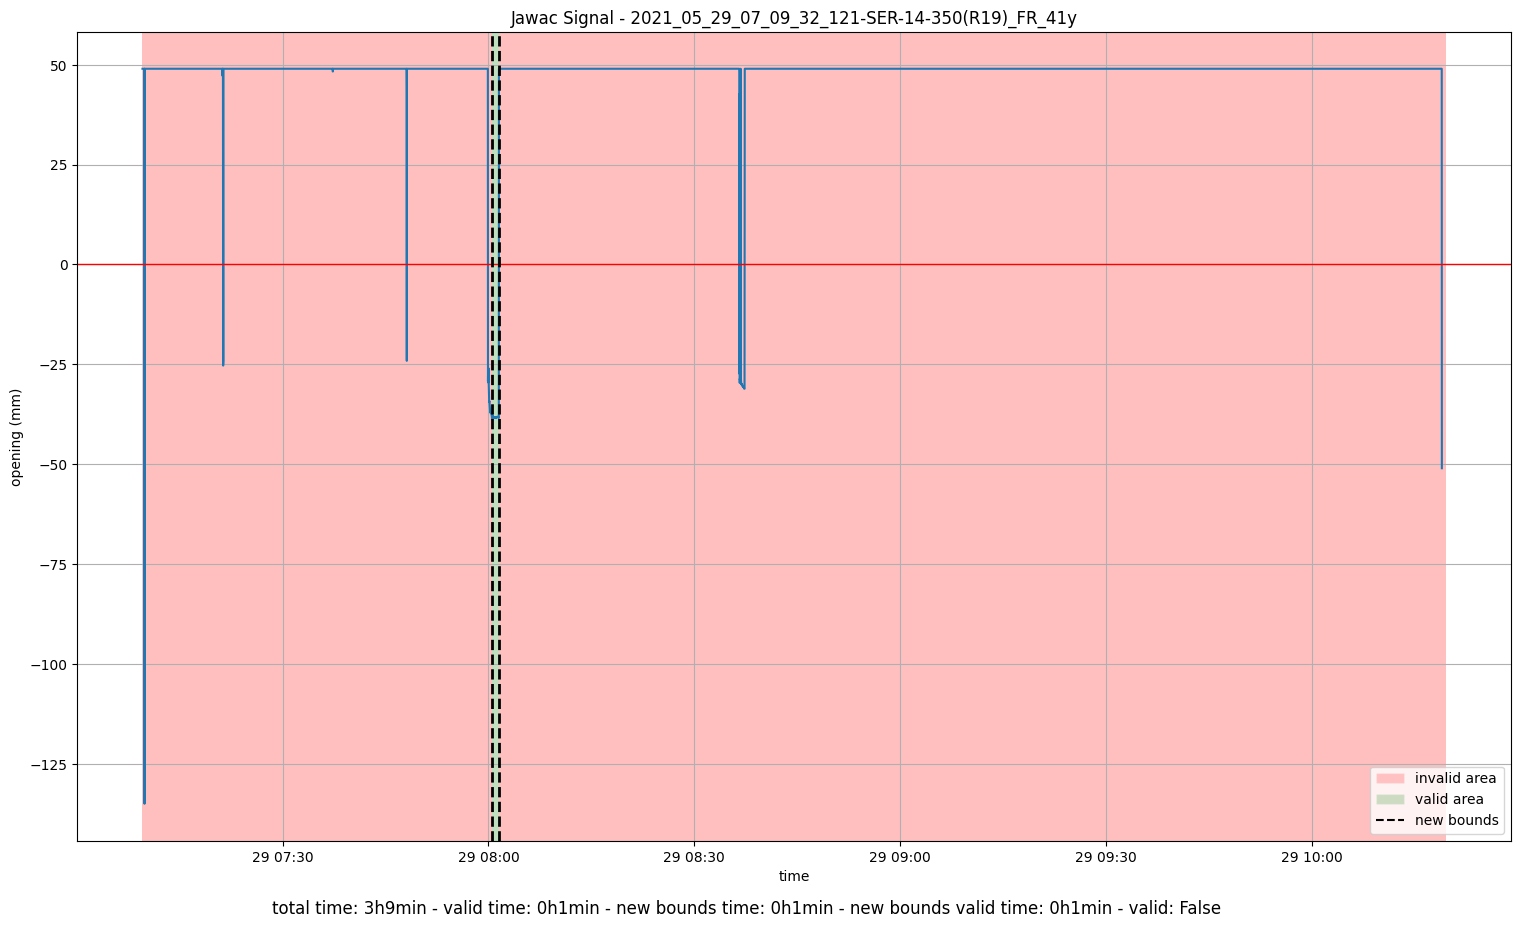 Jawac Signal - 2021_05_29_07_09_32_121-SER-14-350(R19)_FR_41y
50
25
0
−25
−50
−75
−100
−125
opening (mm)
29 07:30 29 08:00 29 08:30 29 09:00 29 09:30 29 10:00
time
invalid area
valid area
new bounds
total time: 3h9min - valid time: 0h1min - new bounds time: 0h1min - new bounds valid time: 0h1min - valid: False